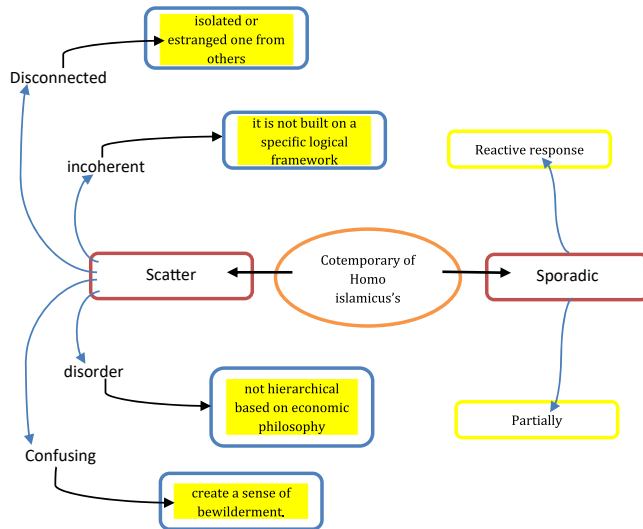 isolated or
estranged one from
others
Disconnected
it is not built on a
specific logical
framework
incoherent
Reactive response
Scatter
Cotemporary of
Homo
islamicus's
Sporadic
disorder
not hierarchical
based on economic
philosophy
Partially
Confusing
create a sense of
bewilderment.